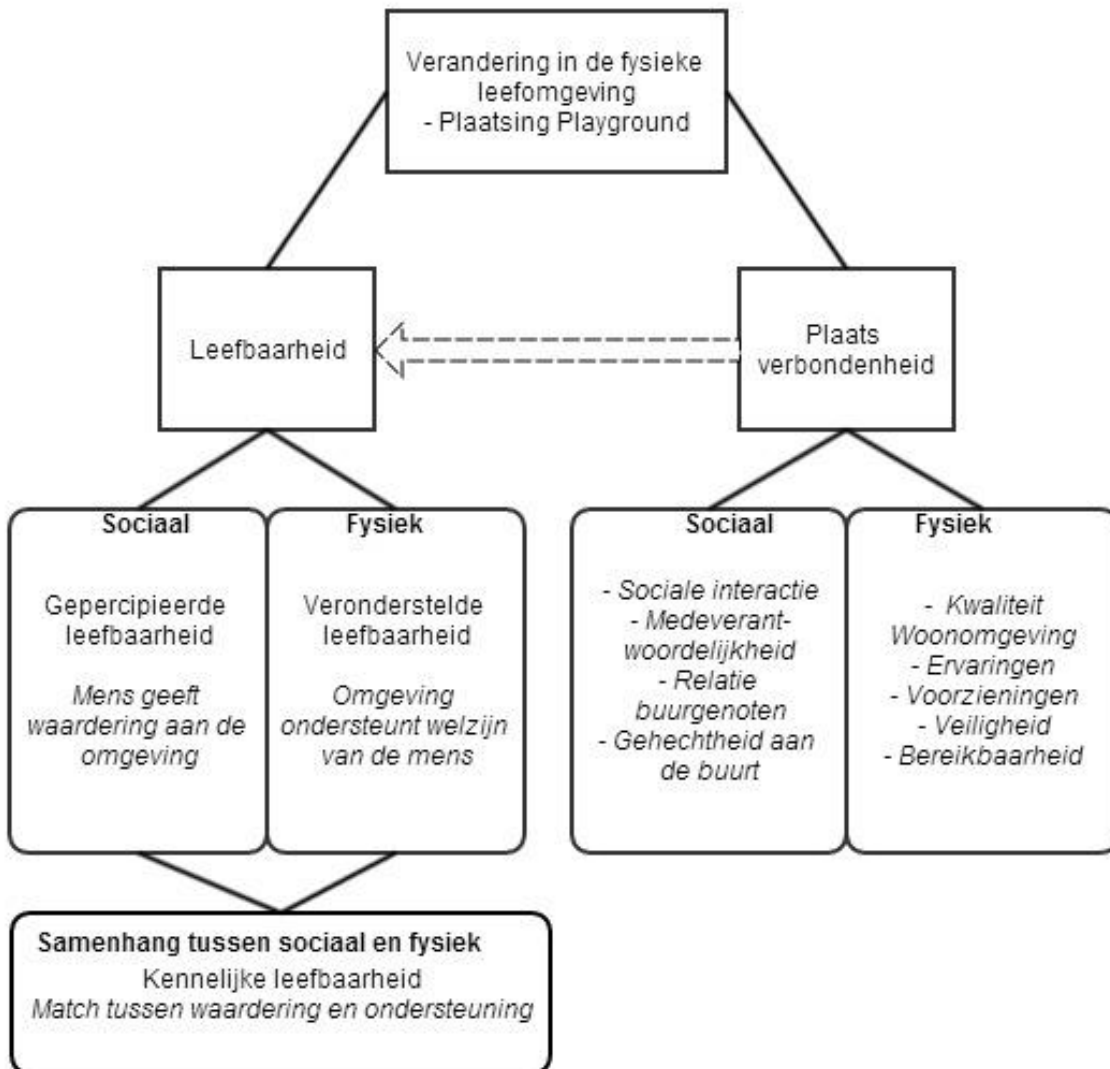 Verandering in de fysieke
leefomgeving
- Plaatsing Playground
Leefbaarheid
Plaats
verbondenheid
Sociaal
Gepercipieerde
leefbaarheid
Mens geeft
waardering aan de
omgeving
Fysiek
Veronderstelde
leefbaarheid
Omgeving
ondersteunt welzijn
van de mens
Sociaal
- Sociale interactie
- Medeverant-
woordelijkheid
- Relatie
buurgenoten
- Gehechtheid aan
de buurt
Fysiek
- Kwaliteit
Woonomgeving
- Ervaringen
- Voorzieningen
- Veiligheid
- Bereikbaarheid
Samenhang tussen sociaal en fysiek
Kennelijke leefbaarheid
Match tussen waardering en ondersteuning